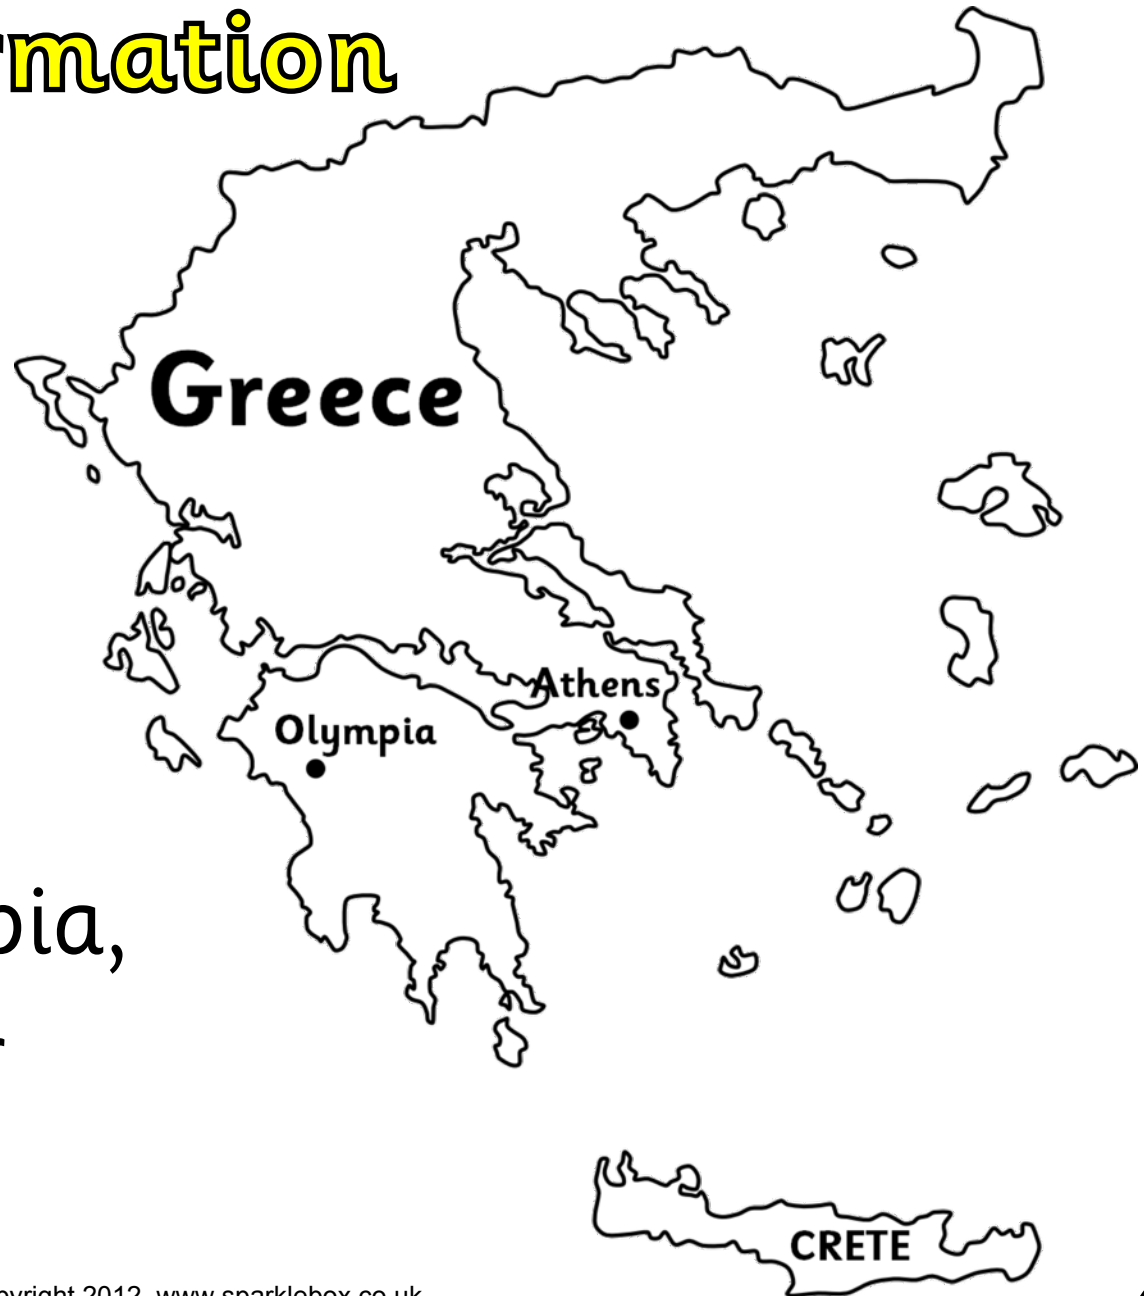 rmation
Greece
Athens
Olympia
pia,
CRETE
pyright 2012, www.sparklebox.co.uk